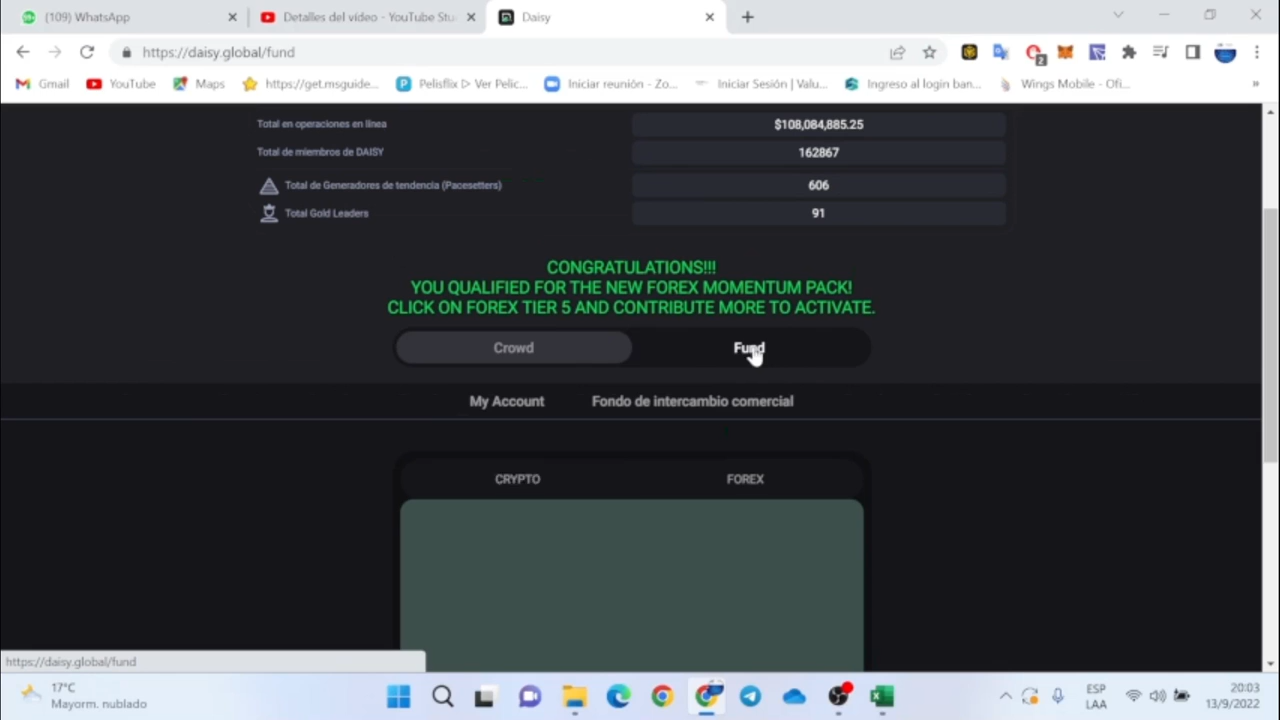 (109) WhatsApp
Detalles del vídeo - YouTube Stu
Daisy
https://daisy.global/fund
2
Gmail
YouTube
Maps
https://get.msguide...
Pelisflix ▷ Ver Pelic...
Iniciar reunión - Zo...
Iniciar Sesión | Valu...
Ingreso al login ban...
Wings Mobile - Ofi...
»
Total en operaciones en línea
$108,084,885.25
Total de miembros de DAISY
162867
Total de Generadores de tendencia (Pacesetters)
606
Total Gold Leaders
91
CONGRATULATIONS!!!
YOU QUALIFIED FOR THE NEW FOREX MOMENTUM PACK!
CLICK ON FOREX TIER 5 AND CONTRIBUTE MORE TO ACTIVATE.
Crowd
Fund
My Account
Fondo de intercambio comercial
CRYPTO
FOREX
https://daisy.global/fund
17°C
Mayorm. nublado
ESP
LAA
20:03
13/9/2022